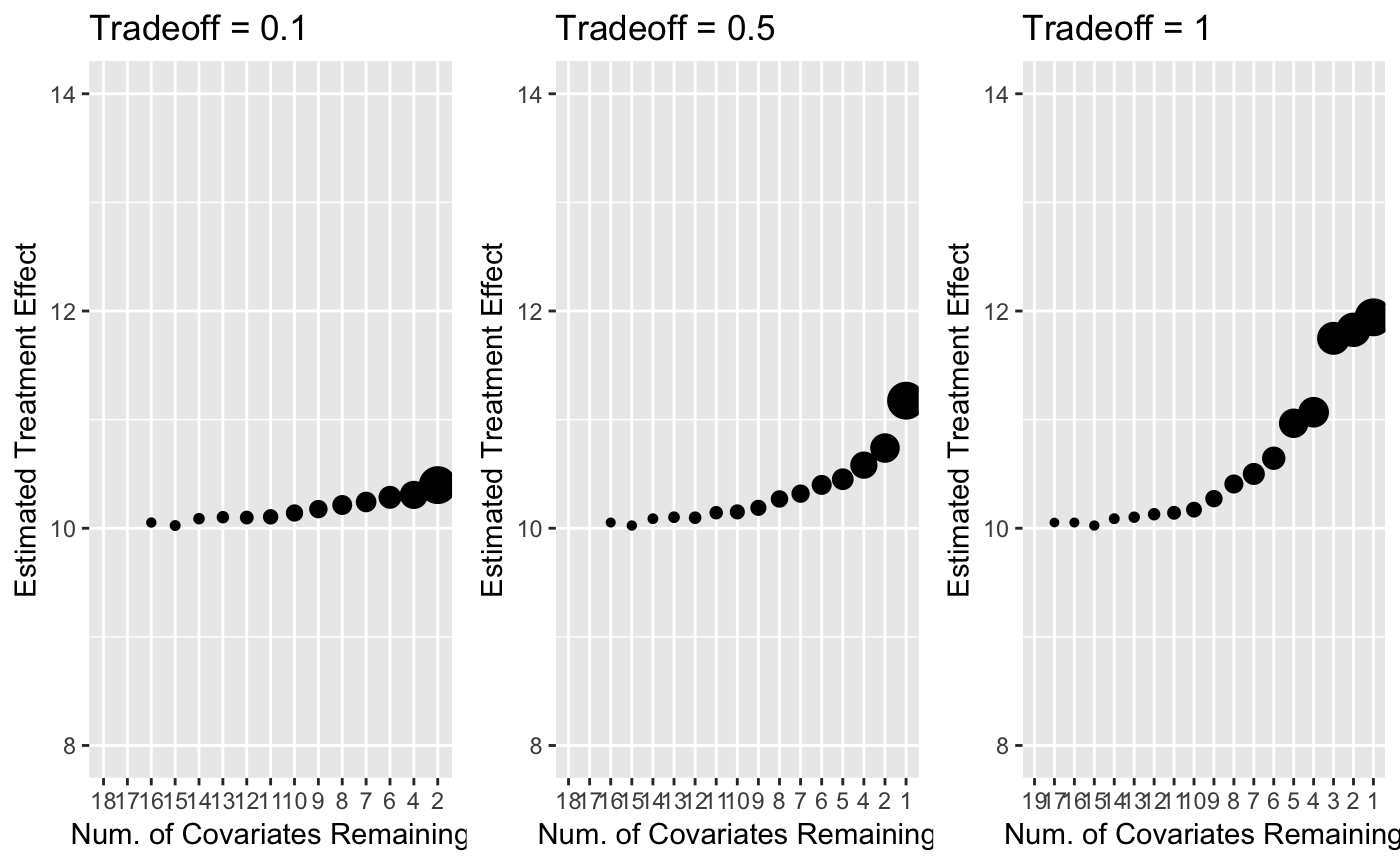 Tradeoff = 0.1
Estimated Treatment Effect
14
12
10
8
18 17 16 15 14 13 12 11 10 9 8 7 6 4 2
Num. of Covariates Remaining
Tradeoff = 0.5
Estimated Treatment Effect
14
12
10
8
18 17 16 15 14 13 12 11 10 9 8 7 6 5 4 2 1
Num. of Covariates Remaining
Tradeoff = 1
Estimated Treatment Effect
14
12
10
8
19 17 16 15 14 13 12 11 10 9 8 7 6 5 4 3 2 1
Num. of Covariates Remaining